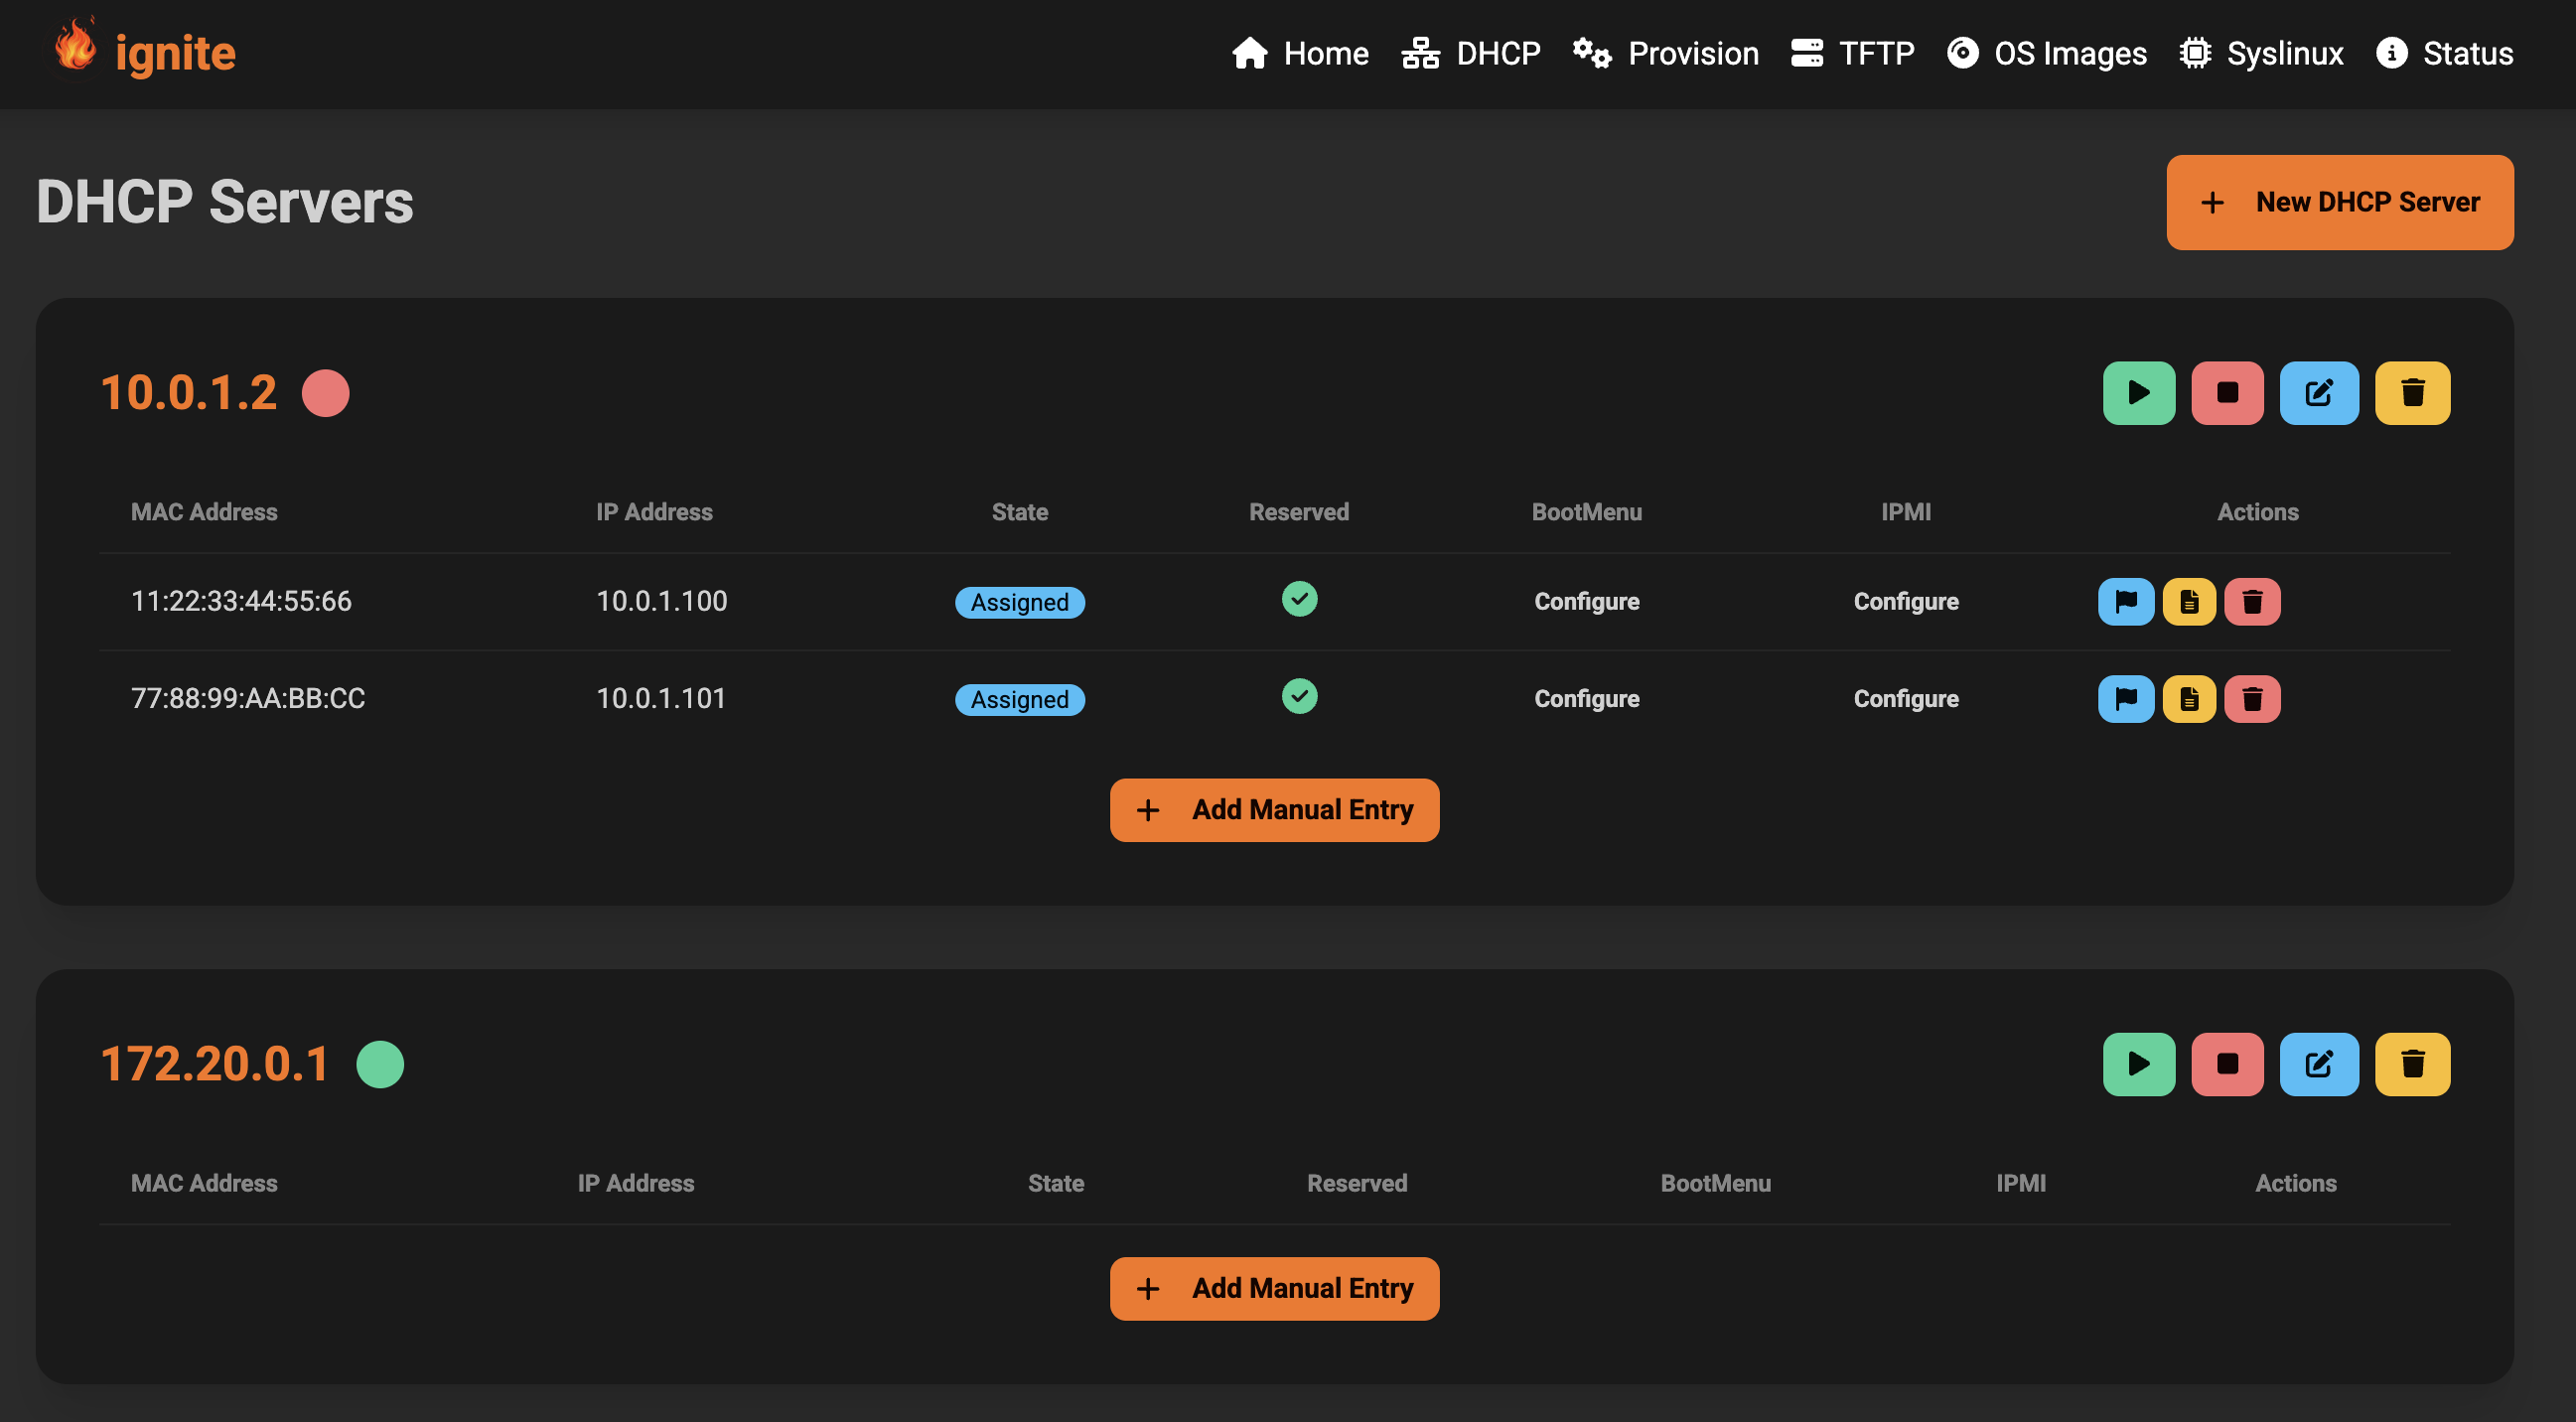 ignite
Home DHCP Provision TFTP OS Images Syslinux Status
DHCP Servers
+ New DHCP Server
10.0.1.2
MAC Address IP Address State Reserved BootMenu IPMI Actions
11:22:33:44:55:66 10.0.1.100 Assigned Configure Configure
77:88:99:AA:BB:CC 10.0.1.101 Assigned Configure Configure
+ Add Manual Entry
172.20.0.1
MAC Address IP Address State Reserved BootMenu IPMI Actions
+ Add Manual Entry